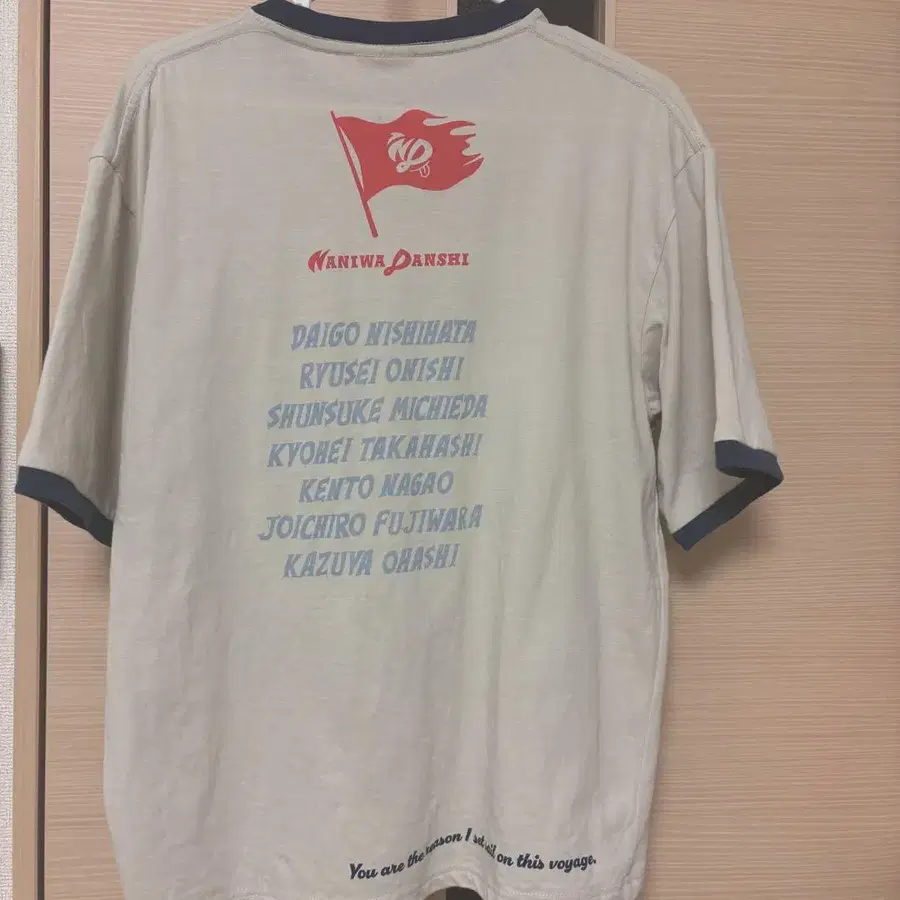 ND
NANIWA DANSHI
DAIGO NISHIHATA
RYUSEI ONISHI
SHUNSUKE MICHIEDA
KYOHEI TAKAHASHI
KENTO NAGAO
JOICHIRO FUJIWARA
KAZUYA OHASHI
You are the reason I set sail on this voyage.